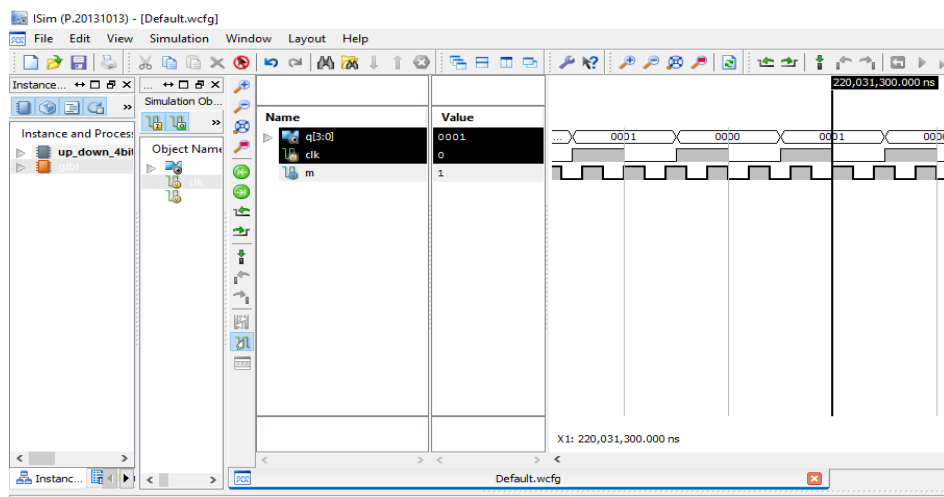 ISim (P.20131013) - [Default.wcfg]
File Edit View Simulation Window Layout Help
Instance...
...
220,031,300.000 ns
Simulation Ob...
Name Value
Instance and Proces
Object Name
q[3:0] 0001 ... 0001 0000 0001 000
up_down_4bit
clk 0
glbl
clk
m 1
X1: 220,031,300.000 ns
Instanc...
Default.wcfg